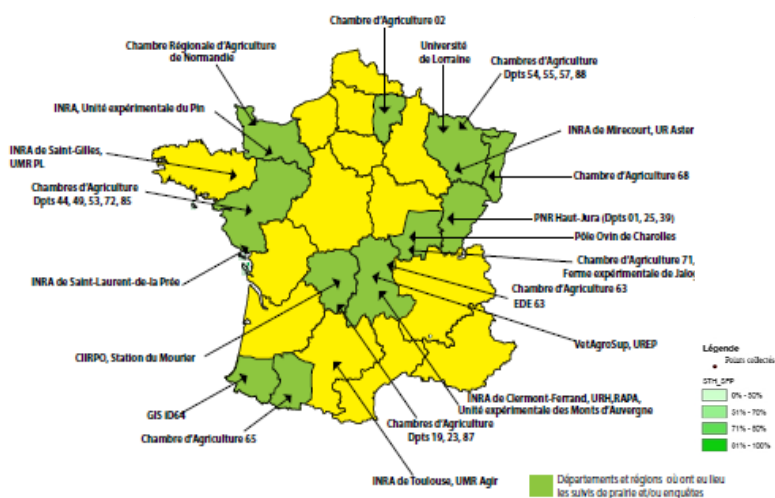 Chambre d'Agriculture 02
Chambre Régionale d'Agriculture
de Normandie
Université
de Lorraine
Chambres d'Agriculture
Dpts 54, 55, 57, 88
INRA, Unité expérimentale du Pin
INRA de Mirecourt, UR Aster
INRA de Saint-Gilles,
UMR PL
Chambre d'Agriculture 68
Chambres d'Agriculture
Dpts 44, 49, 53, 72, 85
PNR Haut-Jura (Dpts 01, 25, 39)
Pôle Ovin de Charolles
Chambre d'Agriculture 71,
Ferme expérimentale de Jalog
INRA de Saint-Laurent-de-la Prée
Chambre d'Agriculture 63
EDE 63
VetAgroSup, UREP
CIIRPO, Station du Mourier
Légende
Points collectés
STH_SFP
0% - 50%
51% - 70%
71% - 80%
81% - 100%
INRA de Clermont-Ferrand, URH,RAPA,
Unité expérimentale des Monts d'Auvergne
GIS iD64
Chambres d'Agriculture
Dpts 19, 23, 87
Chambre d'Agriculture 65
INRA de Toulouse, UMR Agir
Départements et régions où ont eu lieu
les suivis de prairie et/ou enquêtes